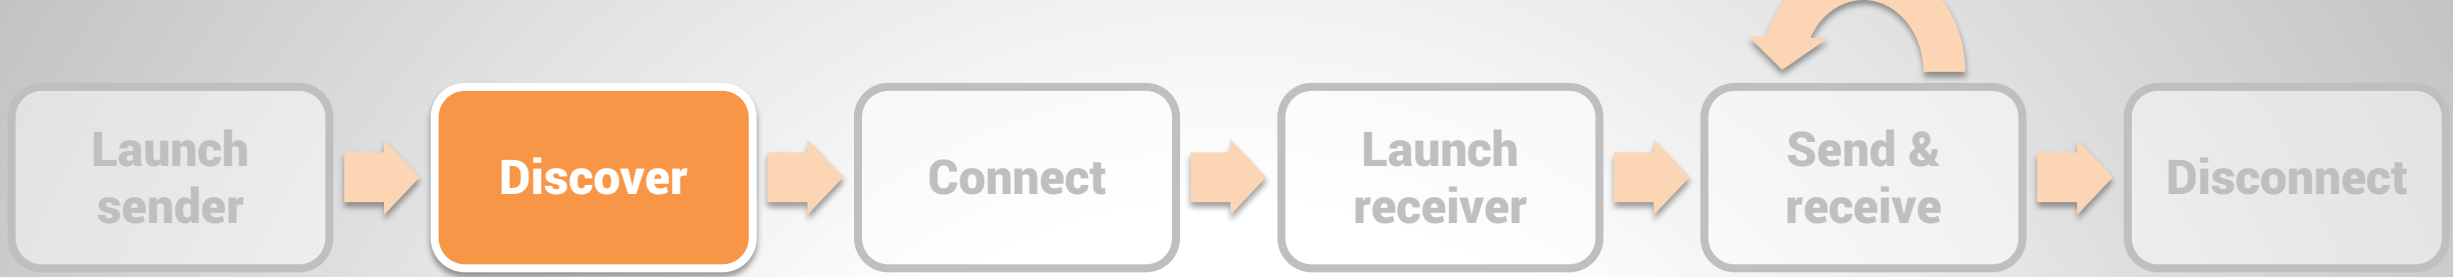 Launch
sender
Discover
Connect
Launch
receiver
Send &
receive
Disconnect